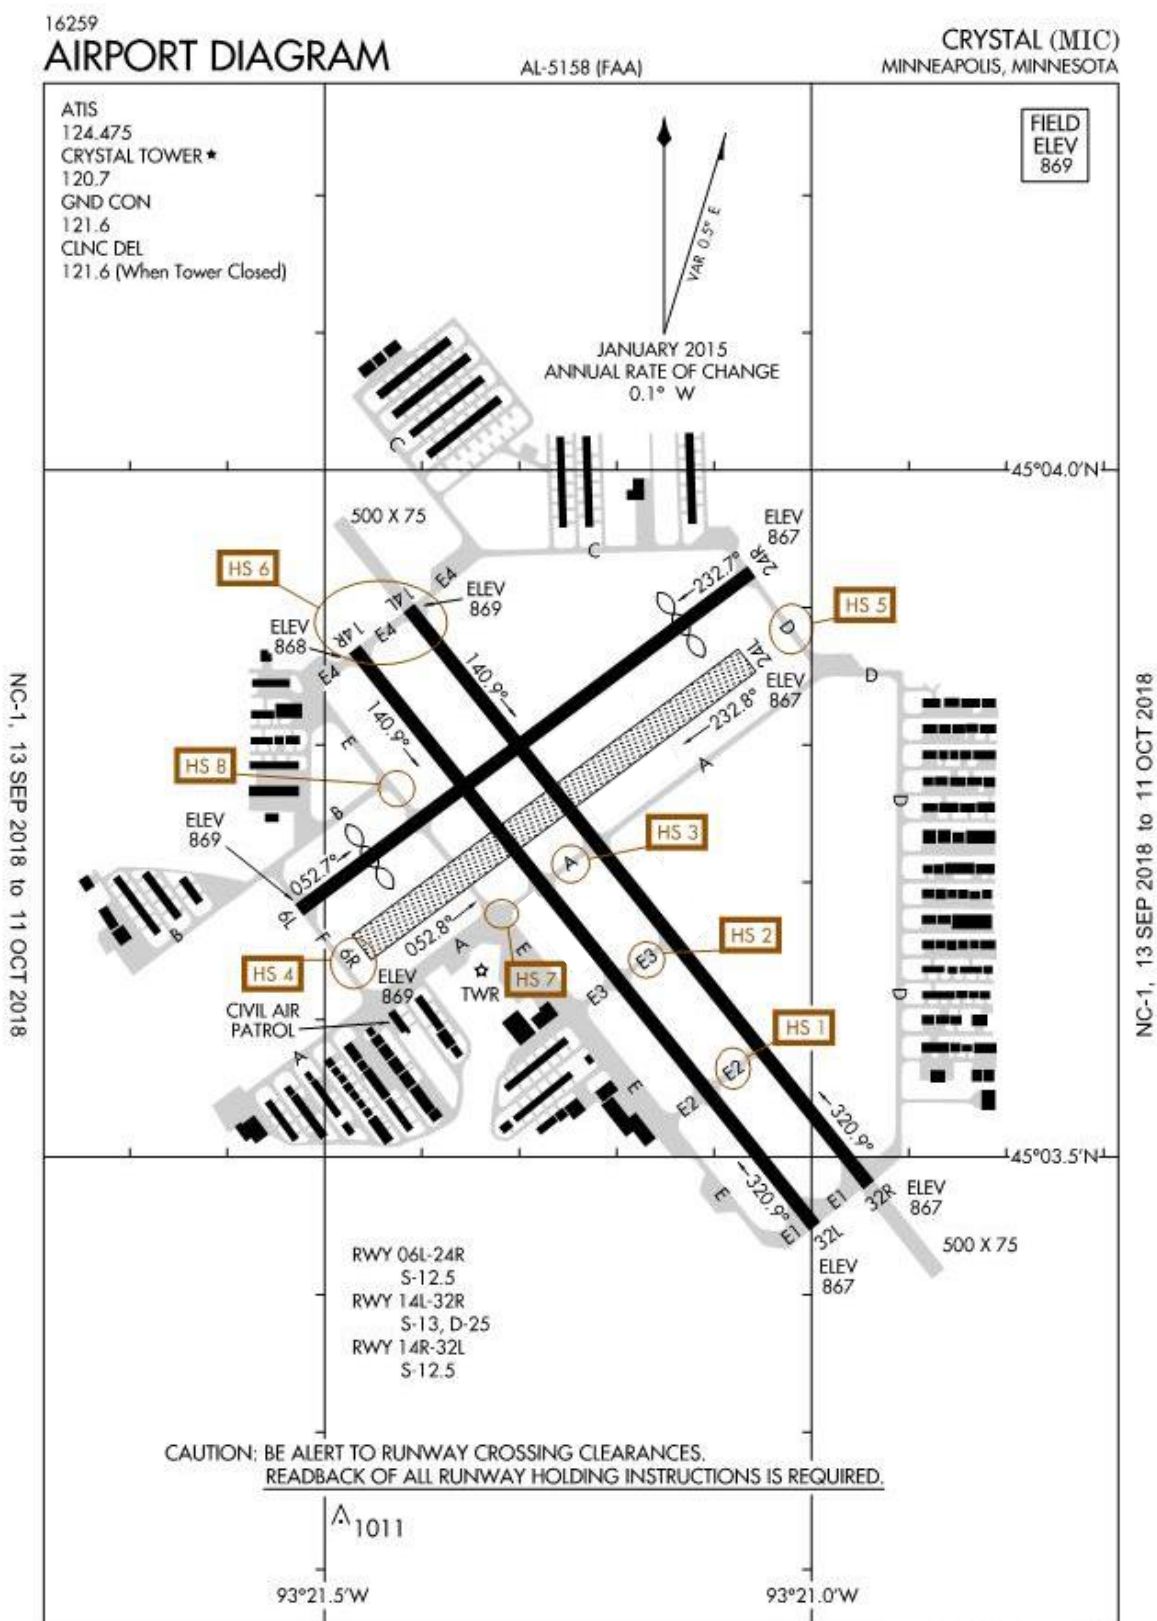 16259
AIRPORT DIAGRAM
AL-5158 (FAA)
CRYSTAL (MIC)
MINNEAPOLIS, MINNESOTA
ATIS
124.475
CRYSTAL TOWER★
120.7
GND CON
121.6
CLNC DEL
121.6 (When Tower Closed)
FIELD
ELEV
869
VAR 0.5° E
JANUARY 2015
ANNUAL RATE OF CHANGE
0.1° W
C
45°04.0'N
500 X 75
ELEV
867
C
24R
232.7°
HS 6
E4
14L
ELEV
869
HS 5
D
ELEV
868
14R
E4
E4
24L
ELEV
867
D
140.9°
140.9°
232.8°
E
A
HS 8
B
D
ELEV
869
HS 3
A
052.7°
6L
F
052.8°
B
A
6R
HS 4
ELEV
869
E
HS 7
TWR
HS 2
E3
E3
D
CIVIL AIR
PATROL
A
HS 1
E2
E
E2
320.9°
45°03.5'N
320.9°
E
E1
32R
ELEV
867
E1
32L
ELEV
867
500 X 75
RWY 06L-24R
S-12.5
RWY 14L-32R
S-13, D-25
RWY 14R-32L
S-12.5
CAUTION: BE ALERT TO RUNWAY CROSSING CLEARANCES.
READBACK OF ALL RUNWAY HOLDING INSTRUCTIONS IS REQUIRED.
1011
93°21.5'W
93°21.0'W
NC-1, 13 SEP 2018 to 11 OCT 2018
NC-1, 13 SEP 2018 to 11 OCT 2018